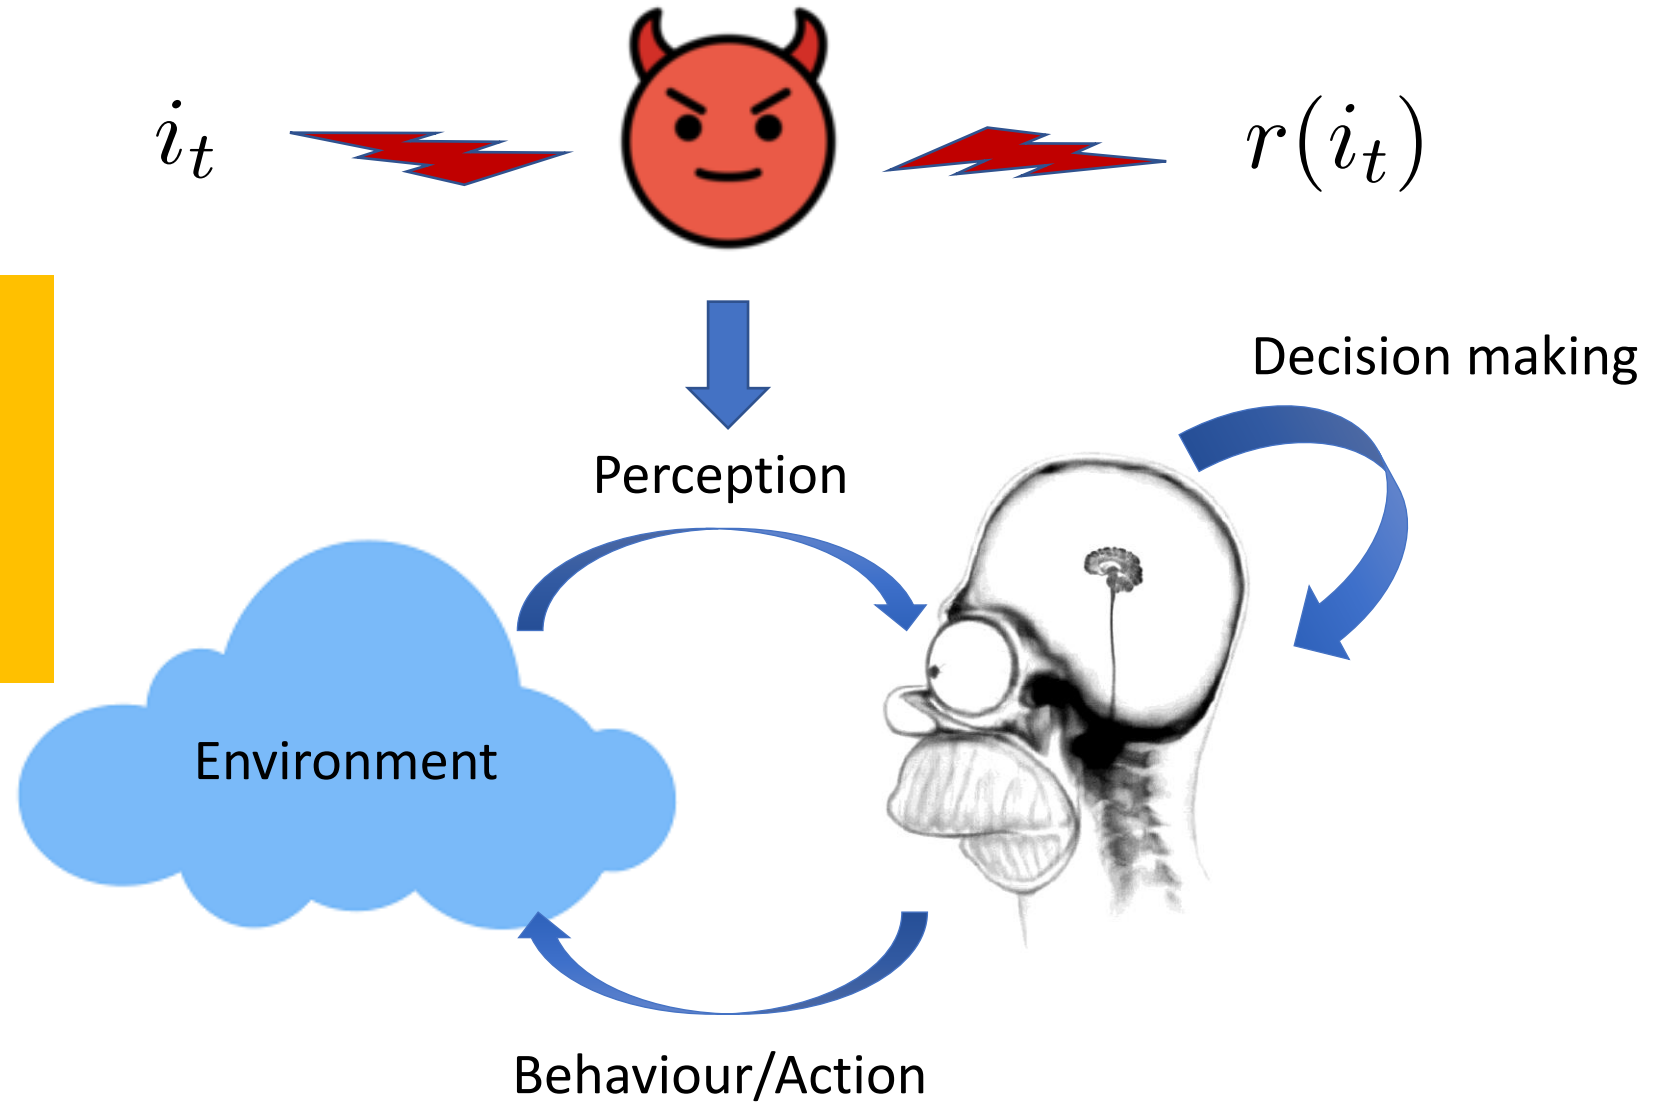 i_t
r(i_t)
Decision making
Perception
Environment
Behaviour/Action